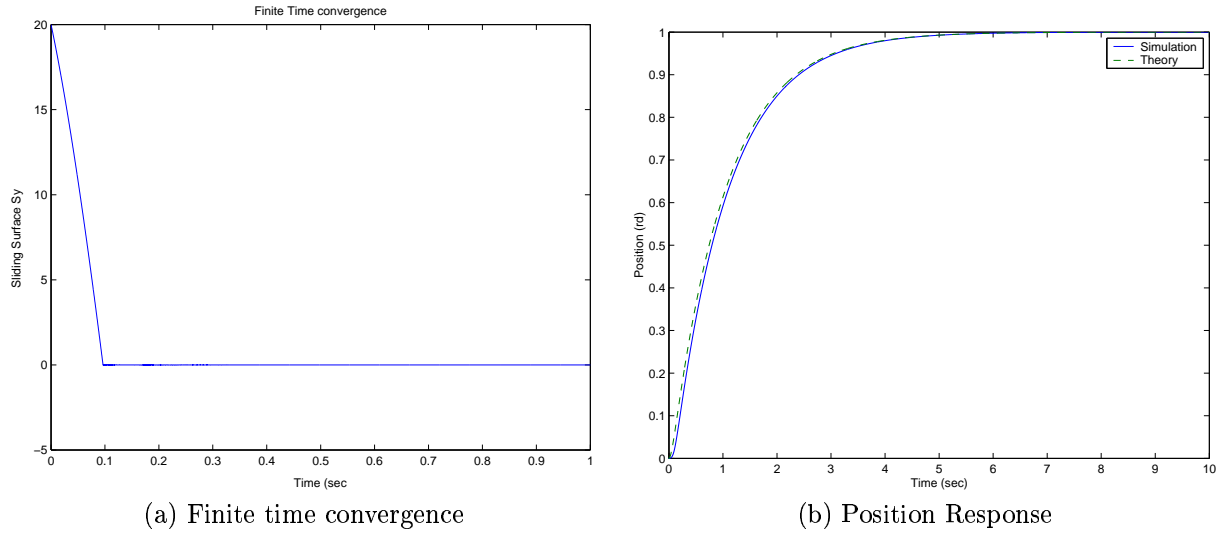 Finite Time convergence
20
15
10
5
0
−5
0 0.1 0.2 0.3 0.4 0.5 0.6 0.7 0.8 0.9 1
Sliding Surface Sy
Time (sec
(a) Finite time convergence
1
0.9
0.8
0.7
0.6
0.5
0.4
0.3
0.2
0.1
0
0 1 2 3 4 5 6 7 8 9 10
Position (rd)
Time (sec)
Simulation
Theory
(b) Position Response